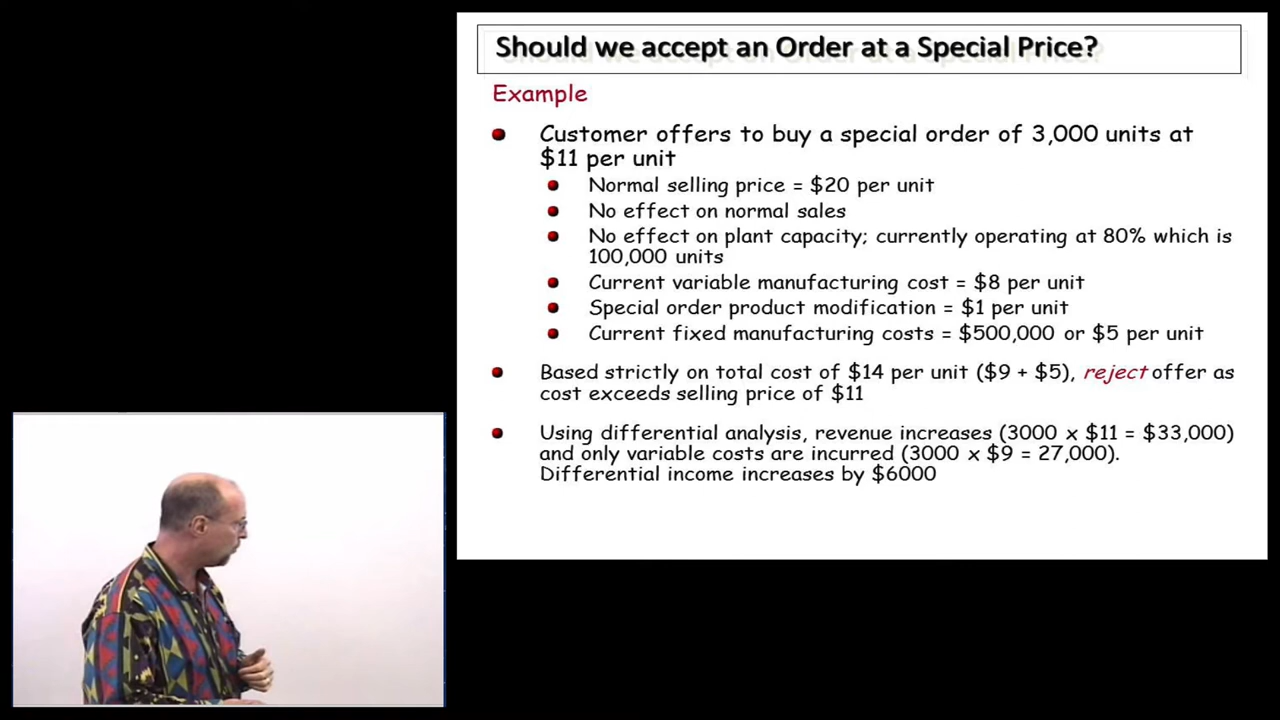 Should we accept an Order at a Special Price?
Example
Customer offers to buy a special order of 3,000 units at
$11 per unit
Normal selling price = $20 per unit
No effect on normal sales
No effect on plant capacity; currently operating at 80% which is
100,000 units
Current variable manufacturing cost = $8 per unit
Special order product modification = $1 per unit
Current fixed manufacturing costs = $500,000 or $5 per unit
Based strictly on total cost of $14 per unit ($9 + $5), reject offer as
cost exceeds selling price of $11
Using differential analysis, revenue increases (3000 x $11 = $33,000)
and only variable costs are incurred (3000 x $9 = 27,000).
Differential income increases by $6000